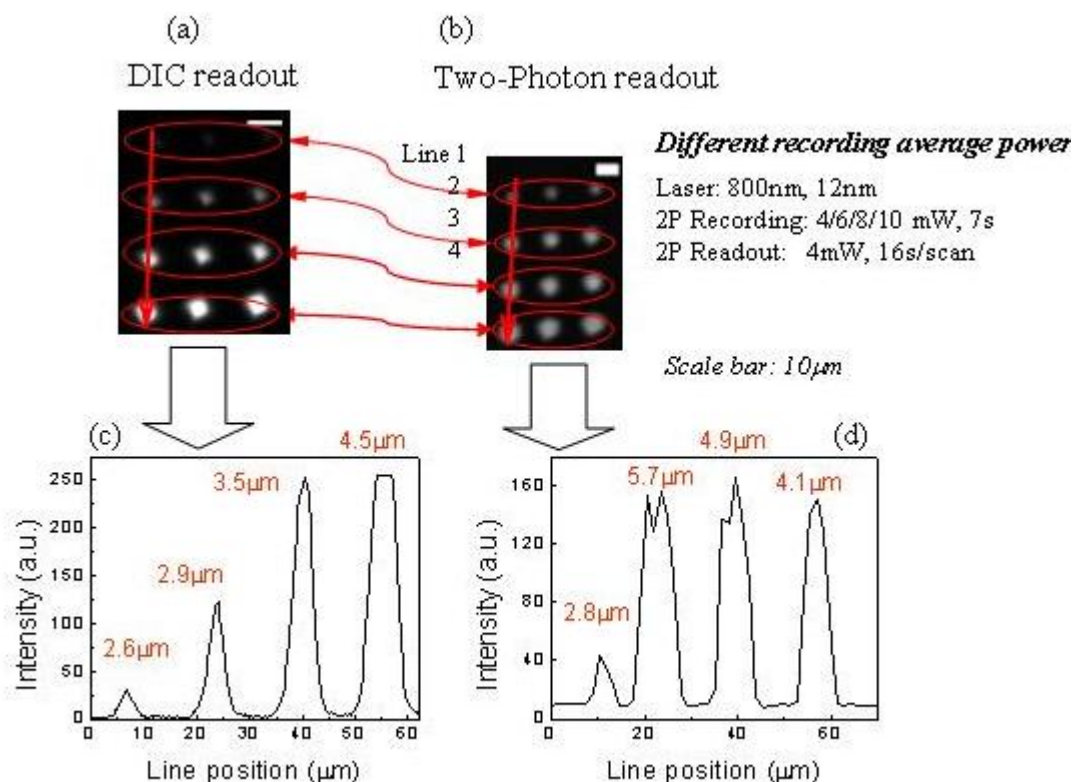 (a)
(b)
DIC readout
Two-Photon readout
Line 1
2
3
4
Different recording average power
Laser: 800nm, 12nm
2P Recording: 4/6/8/10 mW, 7s
2P Readout: 4mW, 16s/scan
Scale bar: 10μm
(c)
4.5μm
3.5μm
2.9μm
2.6μm
250
200
150
100
50
0
Intensity (a.u.)
0 10 20 30 40 50 60
Line position (μm)
(d)
4.9μm
5.7μm
4.1μm
2.8μm
160
120
80
40
0
Intensity (a.u.)
0 20 40 60
Line position (μm)